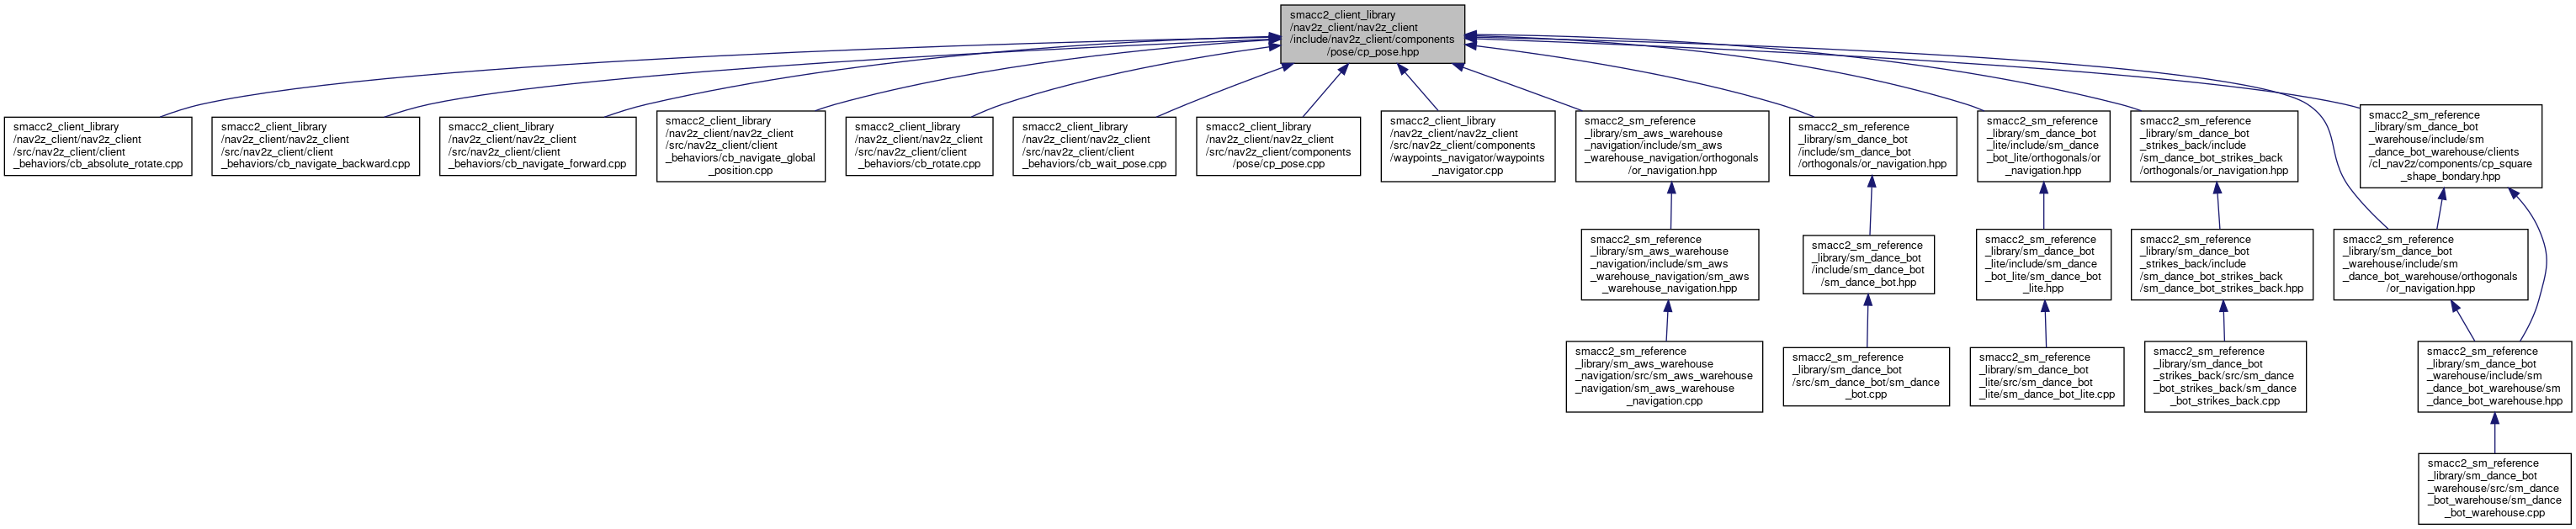 smacc2_client_library
/nav2z_client/nav2z_client
/include/nav2z_client/components
/pose/cp_pose.hpp
smacc2_client_library
/nav2z_client/nav2z_client
/src/nav2z_client/client
_behaviors/cb_absolute_rotate.cpp
smacc2_client_library
/nav2z_client/nav2z_client
/src/nav2z_client/client
_behaviors/cb_navigate_backward.cpp
smacc2_client_library
/nav2z_client/nav2z_client
/src/nav2z_client/client
_behaviors/cb_navigate_forward.cpp
smacc2_client_library
/nav2z_client/nav2z_client
/src/nav2z_client/client
_behaviors/cb_navigate_global
_position.cpp
smacc2_client_library
/nav2z_client/nav2z_client
/src/nav2z_client/client
_behaviors/cb_rotate.cpp
smacc2_client_library
/nav2z_client/nav2z_client
/src/nav2z_client/client
_behaviors/cb_wait_pose.cpp
smacc2_client_library
/nav2z_client/nav2z_client
/src/nav2z_client/components
/pose/cp_pose.cpp
smacc2_client_library
/nav2z_client/nav2z_client
/src/nav2z_client/components
/waypoints_navigator/waypoints
_navigator.cpp
smacc2_sm_reference
_library/sm_aws_warehouse
_navigation/include/sm_aws
_warehouse_navigation/orthogonals
/or_navigation.hpp
smacc2_sm_reference
_library/sm_dance_bot
/include/sm_dance_bot
/orthogonals/or_navigation.hpp
smacc2_sm_reference
_library/sm_dance_bot
_lite/include/sm_dance
_bot_lite/orthogonals/or
_navigation.hpp
smacc2_sm_reference
_library/sm_dance_bot
_strikes_back/include
/sm_dance_bot_strikes_back
/orthogonals/or_navigation.hpp
smacc2_sm_reference
_library/sm_dance_bot
_warehouse/include/sm
_dance_bot_warehouse/clients
/cl_nav2z/components/cp_square
_shape_bondary.hpp
smacc2_sm_reference
_library/sm_aws_warehouse
_navigation/include/sm_aws
_warehouse_navigation/sm_aws
_warehouse_navigation.hpp
smacc2_sm_reference
_library/sm_dance_bot
/include/sm_dance_bot
/sm_dance_bot.hpp
smacc2_sm_reference
_library/sm_dance_bot
_lite/include/sm_dance
_bot_lite/sm_dance_bot
_lite.hpp
smacc2_sm_reference
_library/sm_dance_bot
_strikes_back/include
/sm_dance_bot_strikes_back
/sm_dance_bot_strikes_back.hpp
smacc2_sm_reference
_library/sm_dance_bot
_warehouse/include/sm
_dance_bot_warehouse/orthogonals
/or_navigation.hpp
smacc2_sm_reference
_library/sm_aws_warehouse
_navigation/src/sm_aws_warehouse
_navigation/sm_aws_warehouse
_navigation.cpp
smacc2_sm_reference
_library/sm_dance_bot
/src/sm_dance_bot/sm_dance
_bot.cpp
smacc2_sm_reference
_library/sm_dance_bot
_lite/src/sm_dance_bot
_lite/sm_dance_bot_lite.cpp
smacc2_sm_reference
_library/sm_dance_bot
_strikes_back/src/sm_dance
_bot_strikes_back/sm_dance
_bot_strikes_back.cpp
smacc2_sm_reference
_library/sm_dance_bot
_warehouse/include/sm
_dance_bot_warehouse/sm
_dance_bot_warehouse.hpp
smacc2_sm_reference
_library/sm_dance_bot
_warehouse/src/sm_dance
_bot_warehouse/sm_dance
_bot_warehouse.cpp